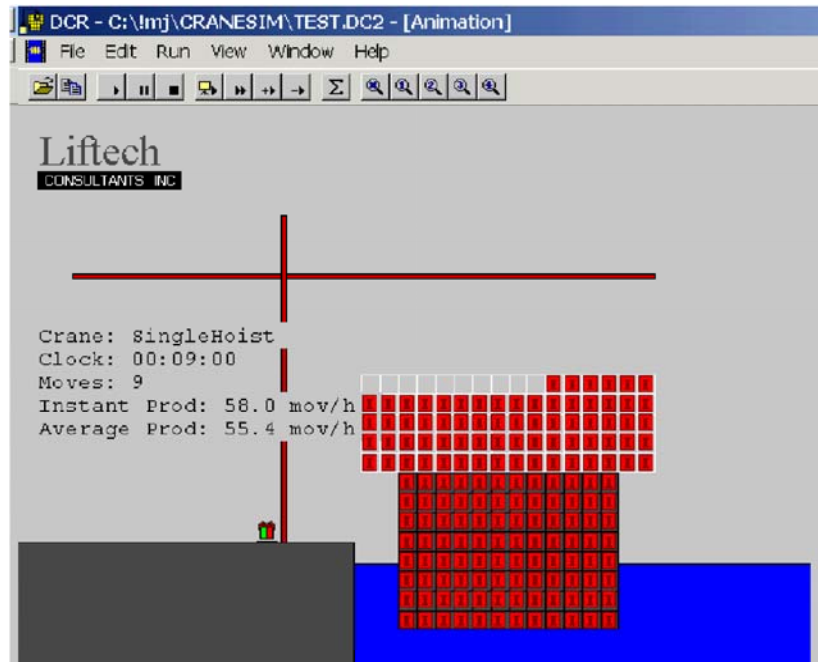 DCR - C:\!mj\CRANESIM\TEST.DC2 - [Animation]
File Edit Run View Window Help
Liftech
CONSULTANTS INC
Crane: SingleHoist
Clock: 00:09:00
Moves: 9
Instant Prod: 58.0 mov/h
Average Prod: 55.4 mov/h